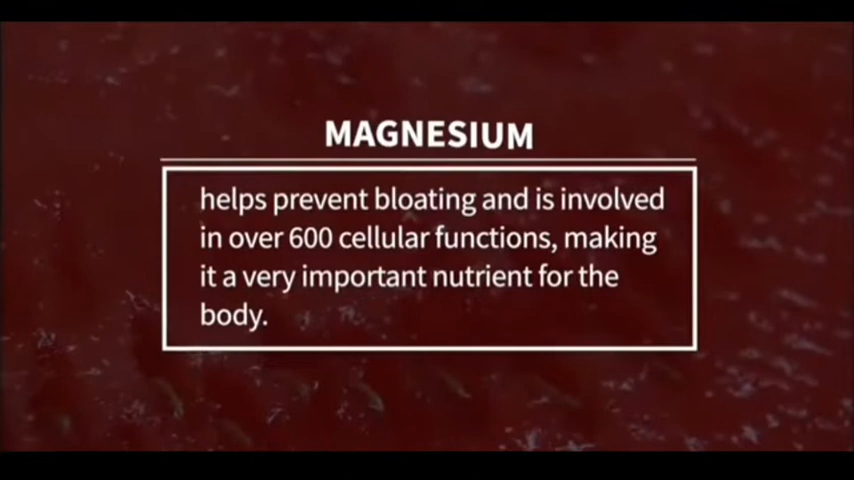 MAGNESIUM
helps prevent bloating and is involved
in over 600 cellular functions, making
it a very important nutrient for the
body.